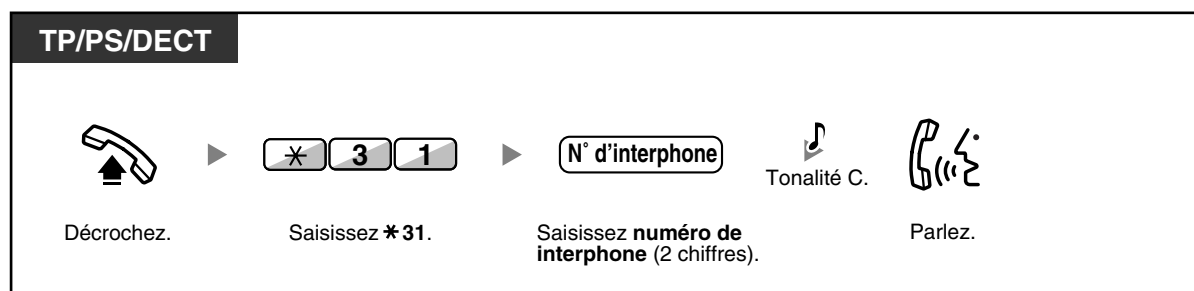 TP/PS/DECT
* 3 1
N° d'interphone
Tonalité C.
Décrochez.
Saisissez *31.
Saisissez numéro de
interphone (2 chiffres).
Parlez.